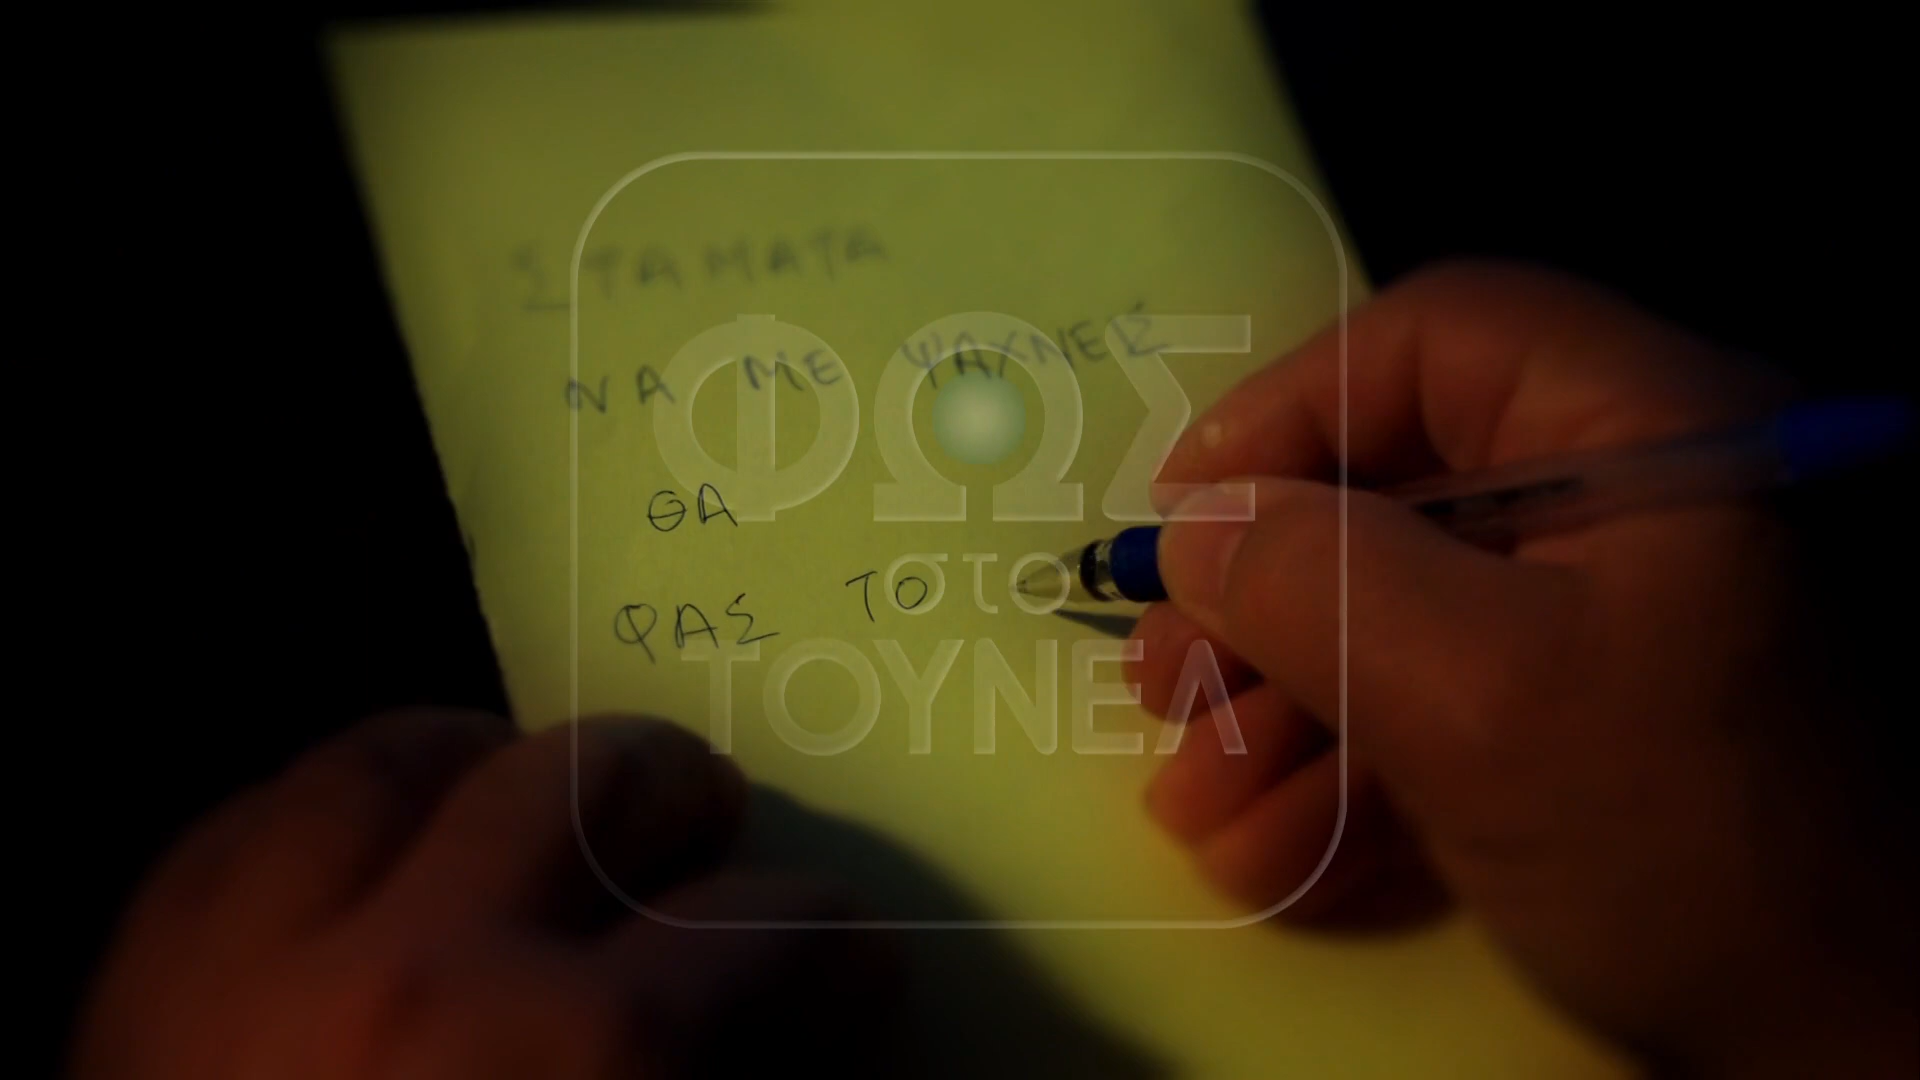 ΣΤΑΜΑΤΑ
ΝΑ ΜΕ ΨΑΧΝΕΙΣ
ΘΑ
ΦΑΣ ΤΟ
ΦΩΣ
στο
ΤΟΥΝΕΛ